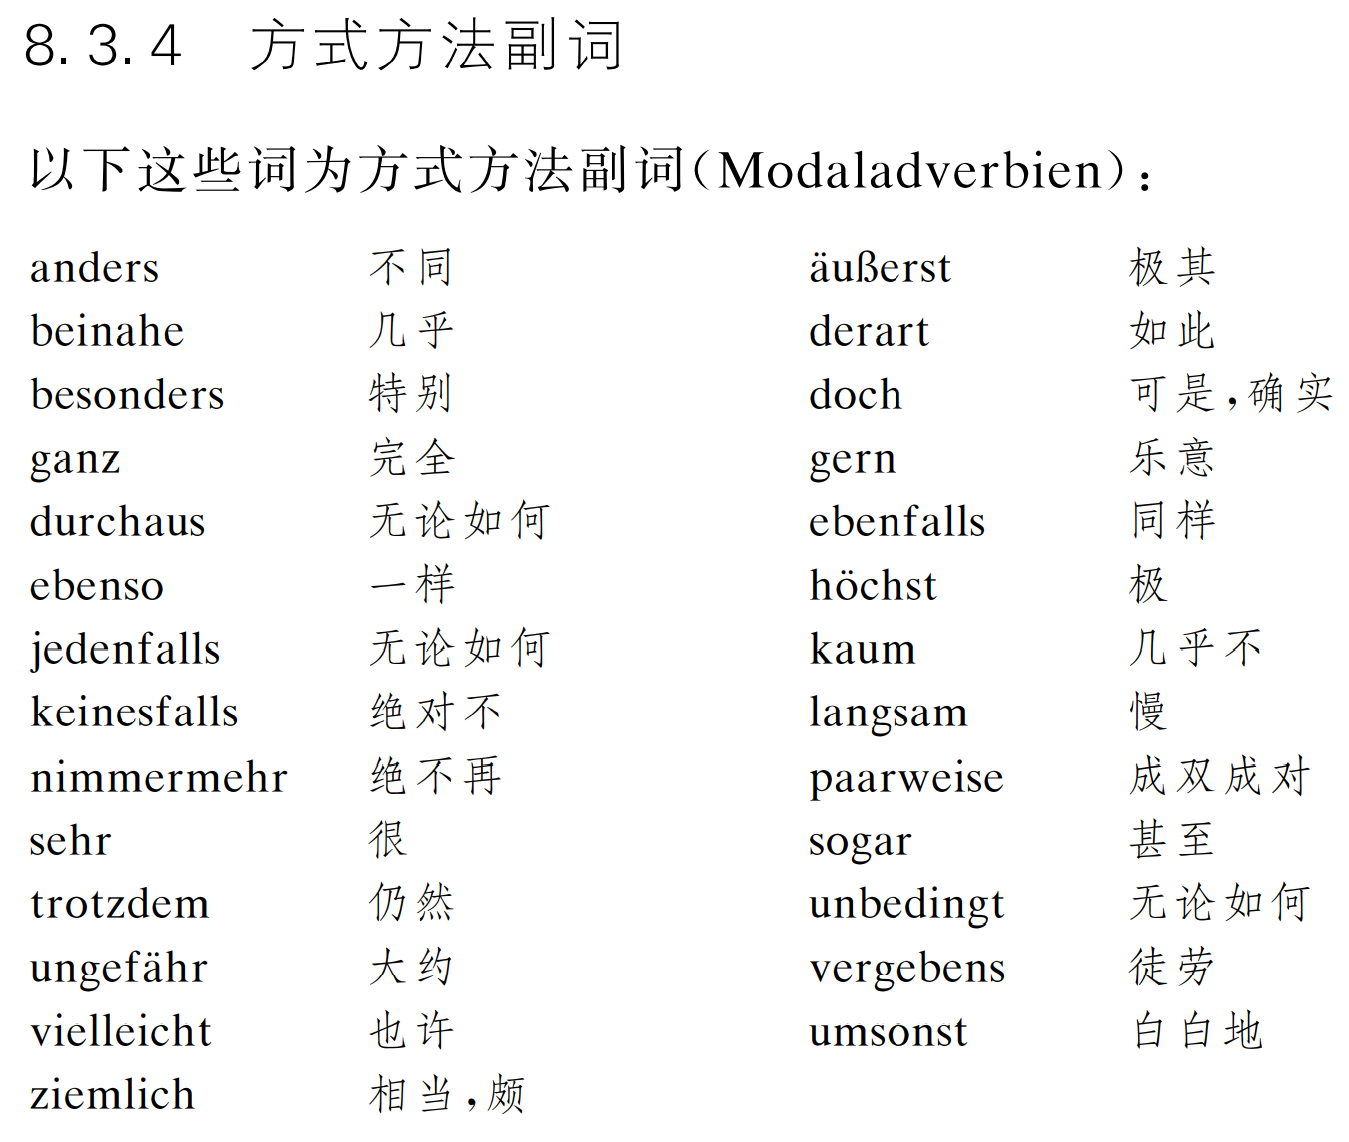 8.3.4 方式方法副词
以下这些词为方式方法副词(Modaladverbien):
anders 不同 äußerst 极其
beinahe 几乎 derart 如此
besonders 特别 doch 可是,确实
ganz 完全 gern 乐意
durchaus 无论如何 ebenfalls 同样
ebenso 一样 höchst 极
jedenfalls 无论如何 kaum 几乎不
keinesfalls 绝对不 langsam 慢
nimmermehr 绝不再 paarweise 成双成对
sehr 很 sogar 甚至
trotzdem 仍然 unbedingt 无论如何
ungefähr 大约 vergebens 徒劳
vielleicht 也许 umsonst 白白地
ziemlich 相当,颇